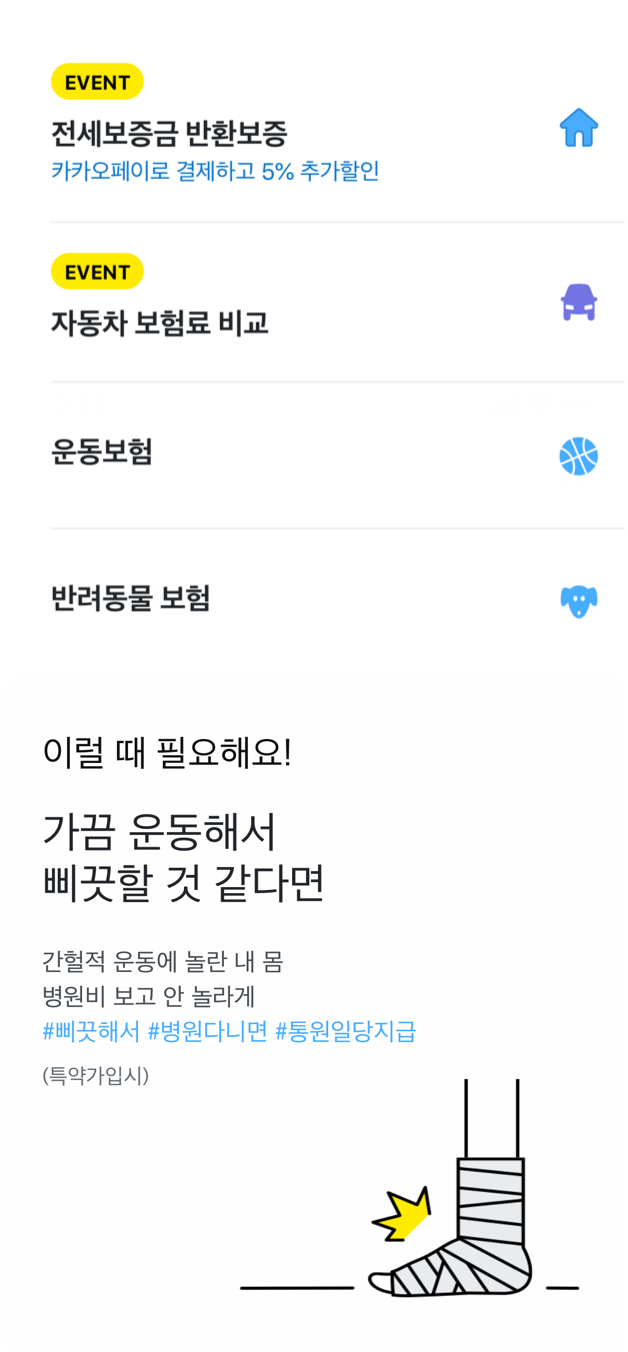 EVENT
전세보증금 반환보증
카카오페이로 결제하고 5% 추가할인
EVENT
자동차 보험료 비교
운동보험
반려동물 보험
이럴 때 필요해요!
가끔 운동해서
삐끗할 것 같다면
간헐적 운동에 놀란 내 몸
병원비 보고 안 놀라게
#삐끗해서 #병원다니면 #통원일당지급
(특약가입시)